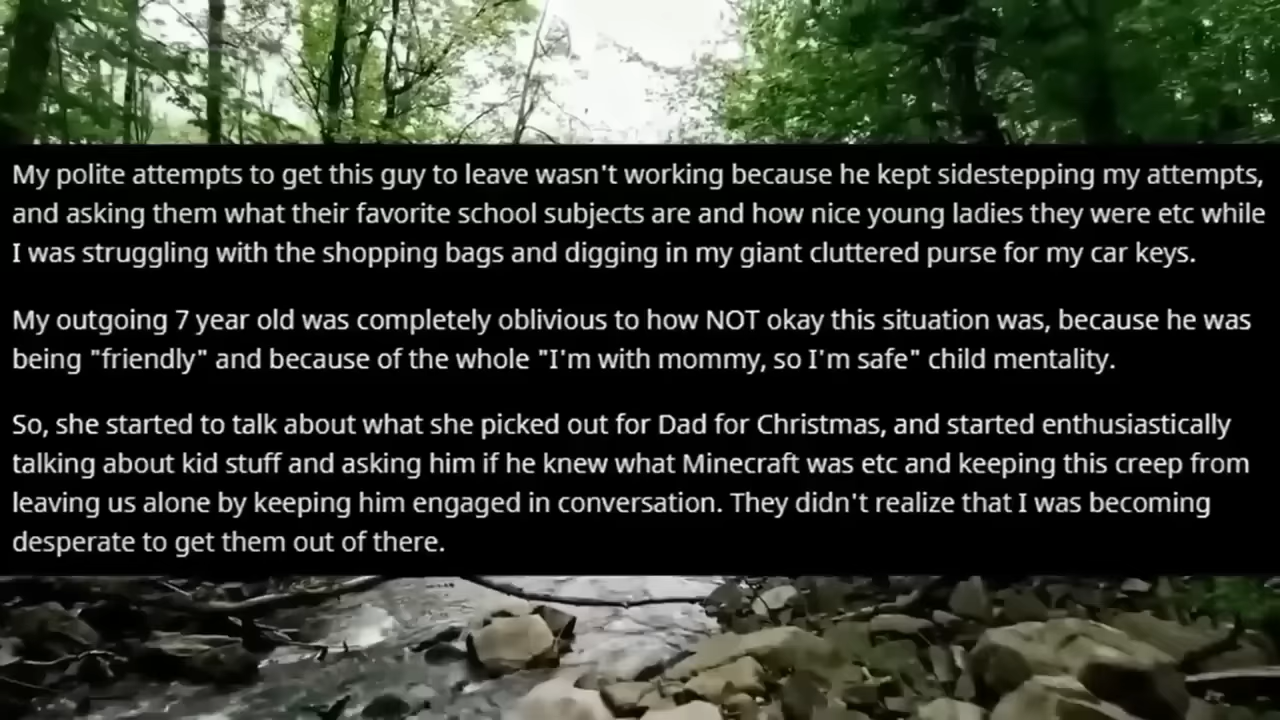 My polite attempts to get this guy to leave wasn't working because he kept sidestepping my attempts,
and asking them what their favorite school subjects are and how nice young ladies they were etc while
I was struggling with the shopping bags and digging in my giant cluttered purse for my car keys.
My outgoing 7 year old was completely oblivious to how NOT okay this situation was, because he was
being "friendly" and because of the whole "I'm with mommy, so I'm safe" child mentality.
So, she started to talk about what she picked out for Dad for Christmas, and started enthusiastically
talking about kid stuff and asking him if he knew what Minecraft was etc and keeping this creep from
leaving us alone by keeping him engaged in conversation. They didn't realize that I was becoming
desperate to get them out of there.